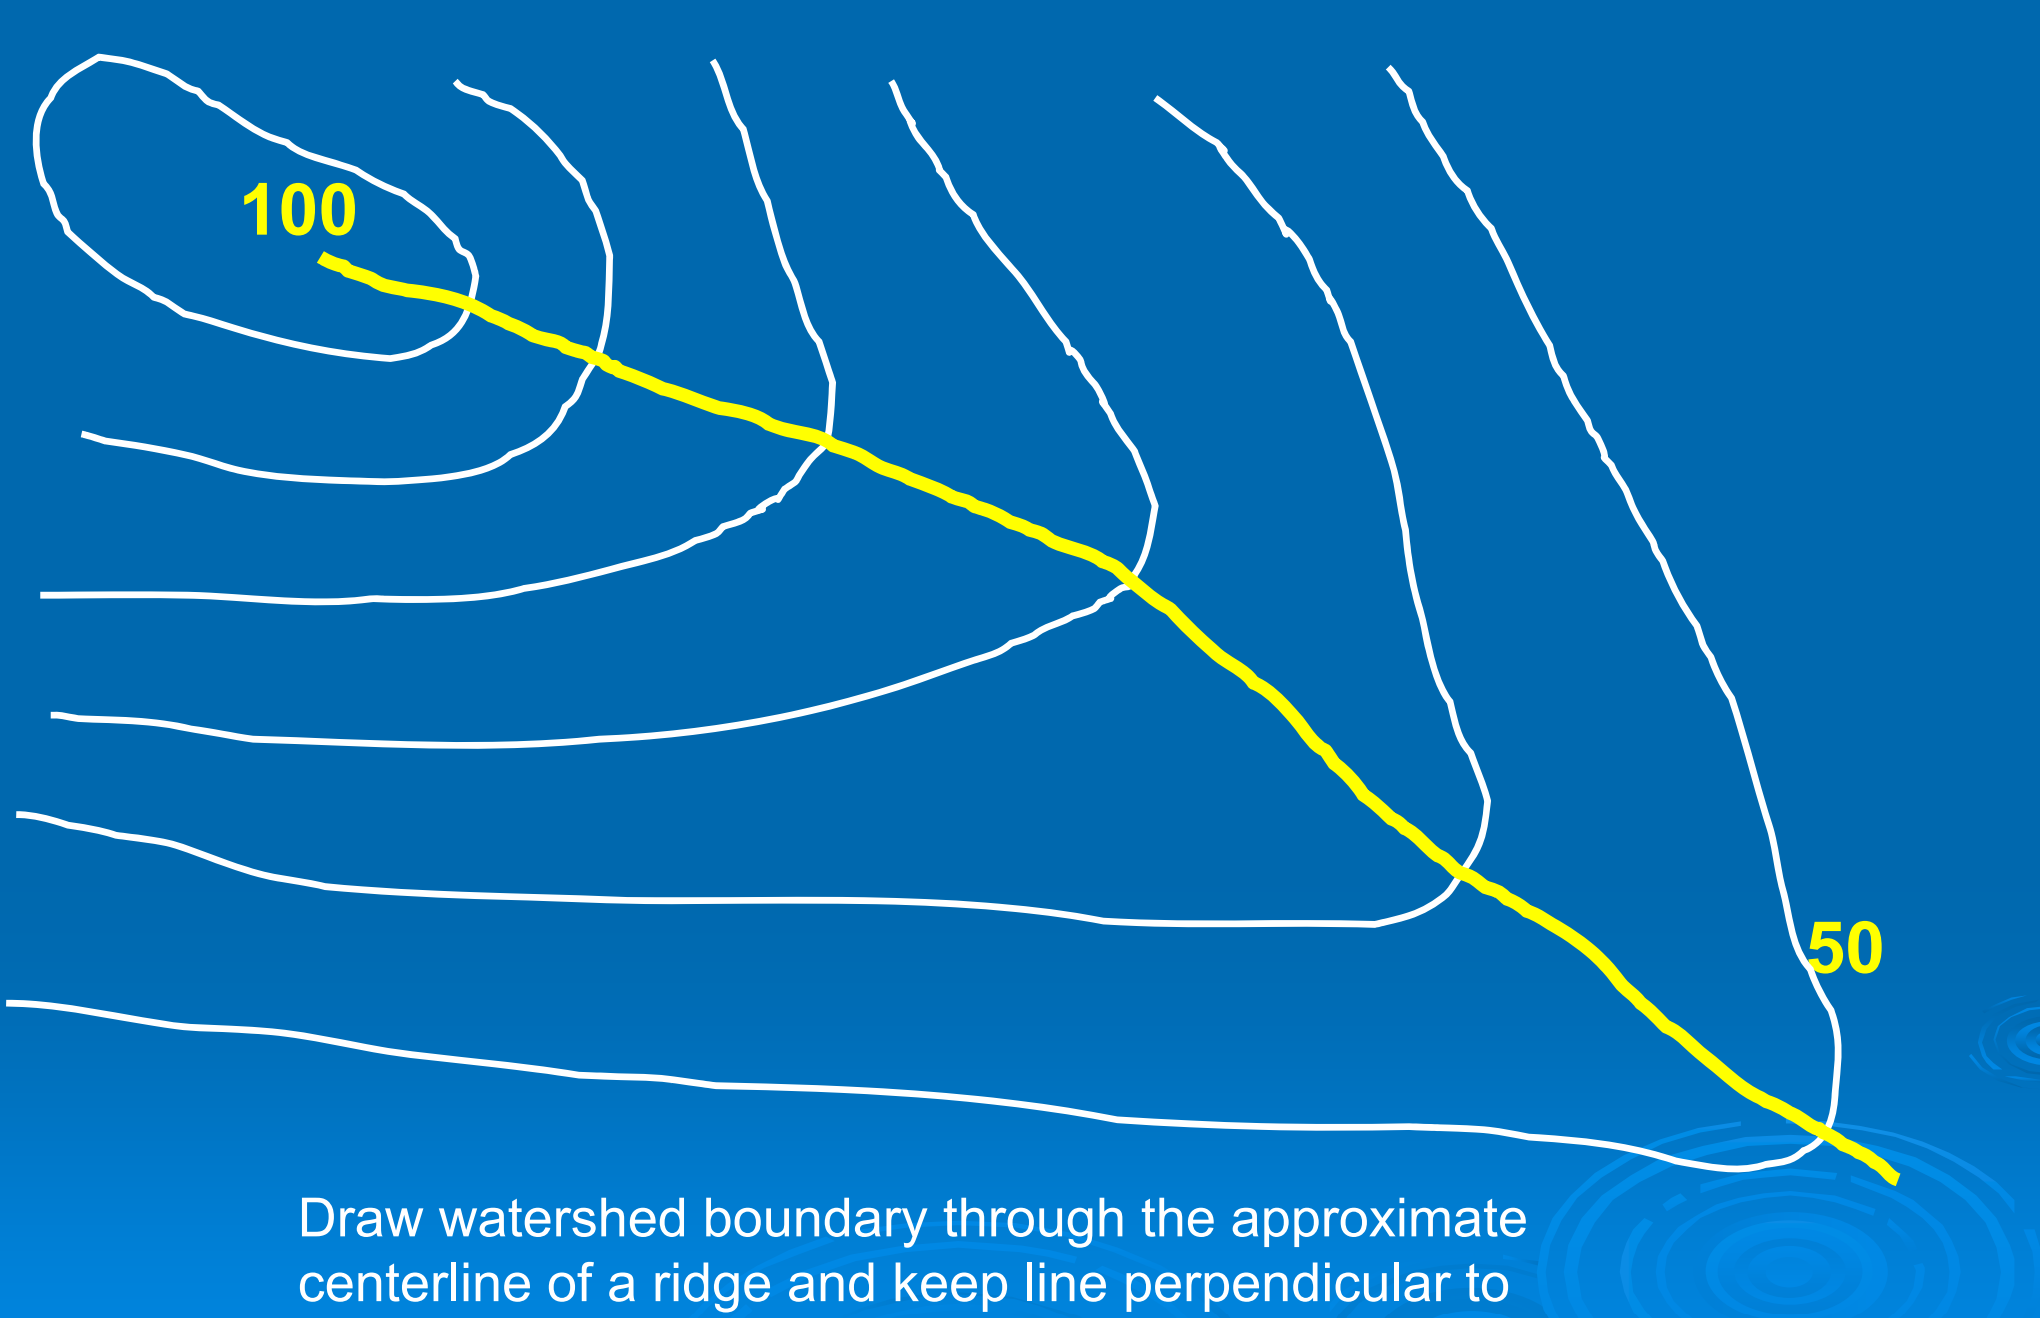 100
50
Draw watershed boundary through the approximate
centerline of a ridge and keep line perpendicular to